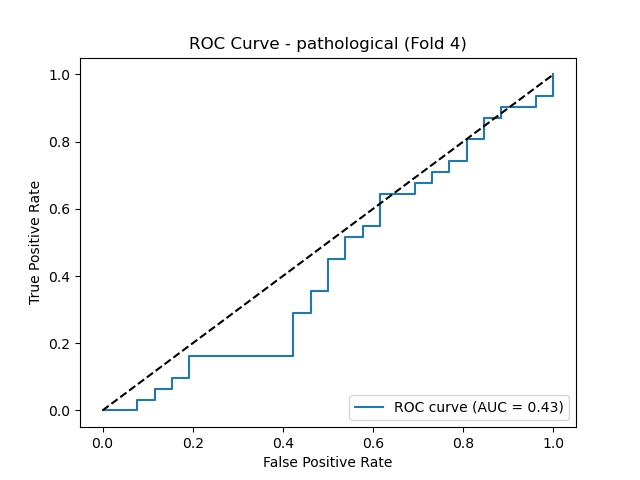 ROC Curve - pathological (Fold 4)
1.0
0.8
0.6
0.4
0.2
0.0
True Positive Rate
ROC curve (AUC = 0.43)
0.0 0.2 0.4 0.6 0.8 1.0
False Positive Rate